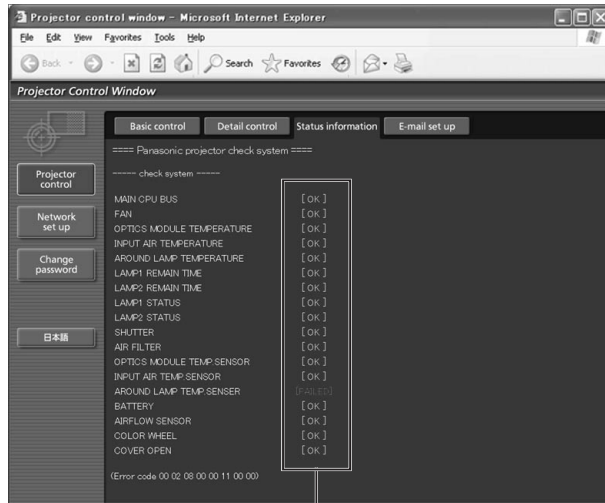 Projector control window - Microsoft Internet Explorer
File Edit View Favorites Tools Help
Back Search Favorites
Projector Control Window
Basic control Detail control Status information E-mail set up
==== Panasonic projector check system ====
Projector control
----- check system -----
MAIN CPU BUS [OK]
Network set up
FAN [OK]
OPTICS MODULE TEMPERATURE [OK]
INPUT AIR TEMPERATURE [OK]
Change password
AROUND LAMP TEMPERATURE [OK]
LAMP1 REMAIN TIME [OK]
LAMP2 REMAIN TIME [OK]
LAMP1 STATUS [OK]
LAMP2 STATUS [OK]
日本語
SHUTTER [OK]
AIR FILTER [OK]
OPTICS MODULE TEMP.SENSOR [OK]
INPUT AIR TEMP.SENSOR [OK]
AROUND LAMP TEMP.SENSER [FAILED]
BATTERY [OK]
AIRFLOW SENSOR [OK]
COLOR WHEEL [OK]
COVER OPEN [OK]
(Error code 00 02 08 00 00 11 00 00)